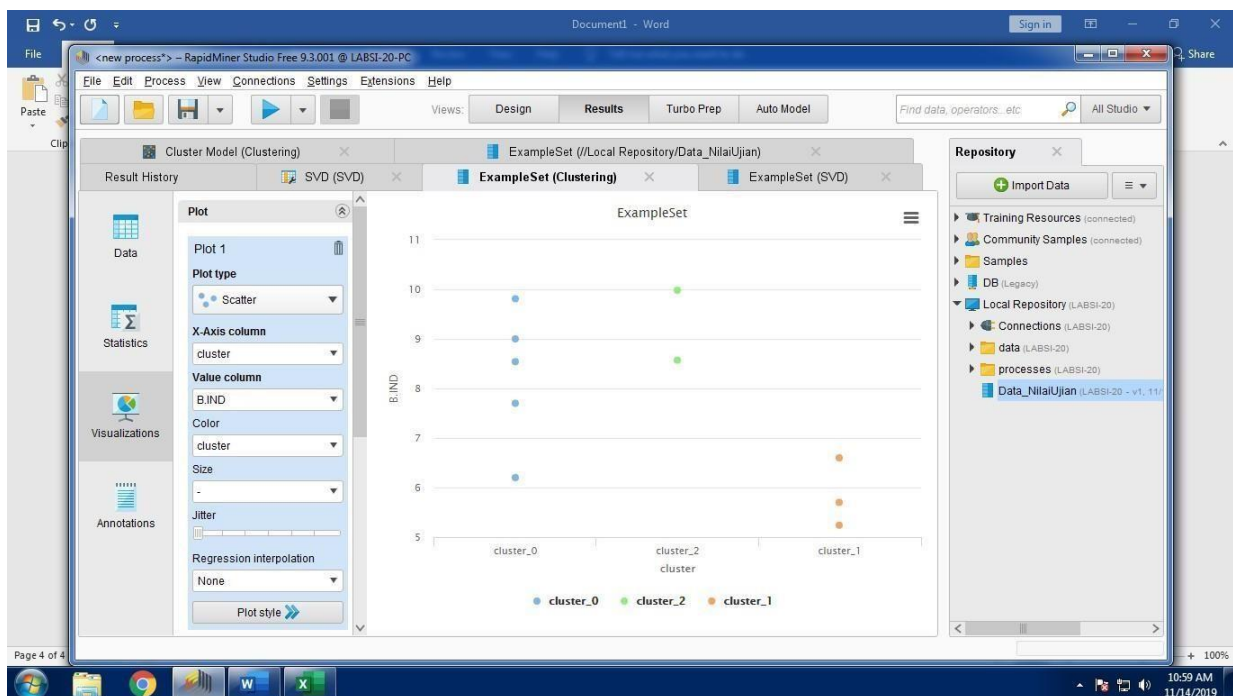 Document1 - Word
Sign in
File
Share
<new process*> – RapidMiner Studio Free 9.3.001 @ LABSI-20-PC
File Edit Process View Connections Settings Extensions Help
Paste
Clip
Views: Design Results Turbo Prep Auto Model
Find data, operators...etc
All Studio
Cluster Model (Clustering)
ExampleSet (//Local Repository/Data_NilaiUjian)
Result History
SVD (SVD)
ExampleSet (Clustering)
ExampleSet (SVD)
Data
Statistics
Visualizations
Annotations
Plot
Plot 1
Plot type
Scatter
X-Axis column
cluster
Value column
B.IND
Color
cluster
Size
-
Jitter
Regression interpolation
None
Plot style
ExampleSet
11
10
9
8
7
6
5
B.IND
cluster_0 cluster_2 cluster_1
cluster
cluster_0 cluster_2 cluster_1
Repository
Import Data
Training Resources (connected)
Community Samples (connected)
Samples
DB (Legacy)
Local Repository (LABSI-20)
Connections (LABSI-20)
data (LABSI-20)
processes (LABSI-20)
Data_NilaiUjian (LABSI-20 - v1, 11/
Page 4 of 4
100%
10:59 AM
11/14/2019